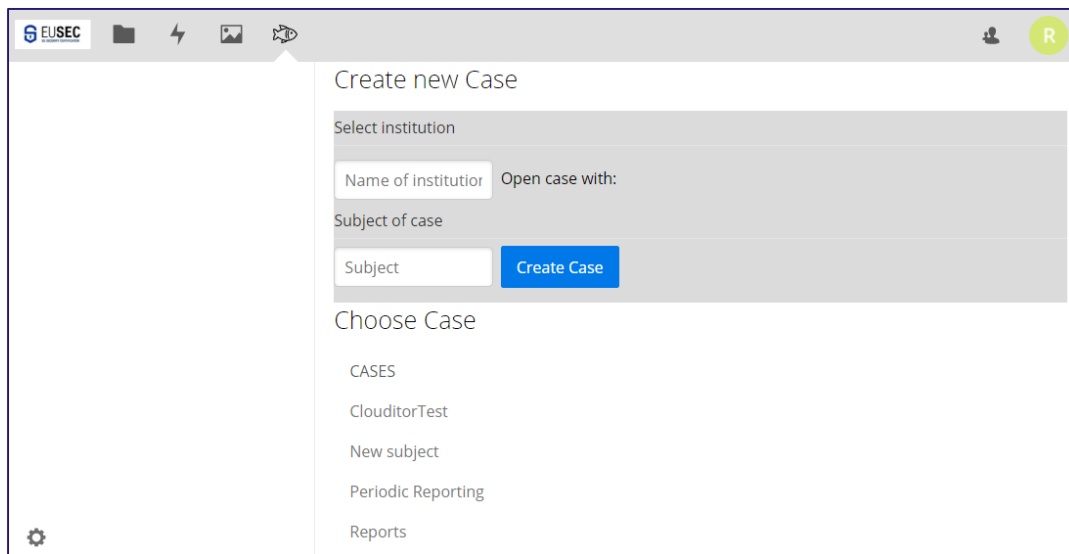 EUSEC
R
Create new Case
Select institution
Name of institution Open case with:
Subject of case
Subject Create Case
Choose Case
CASES
ClouditorTest
New subject
Periodic Reporting
Reports